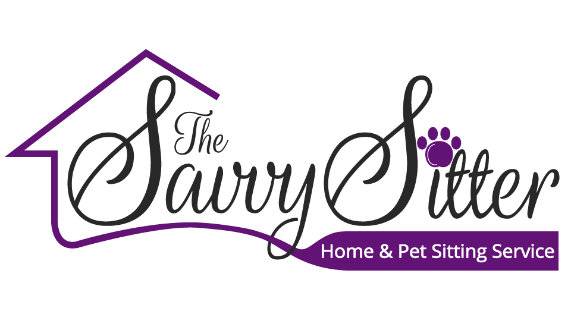 The
Savvy Sitter
Home & Pet Sitting Service